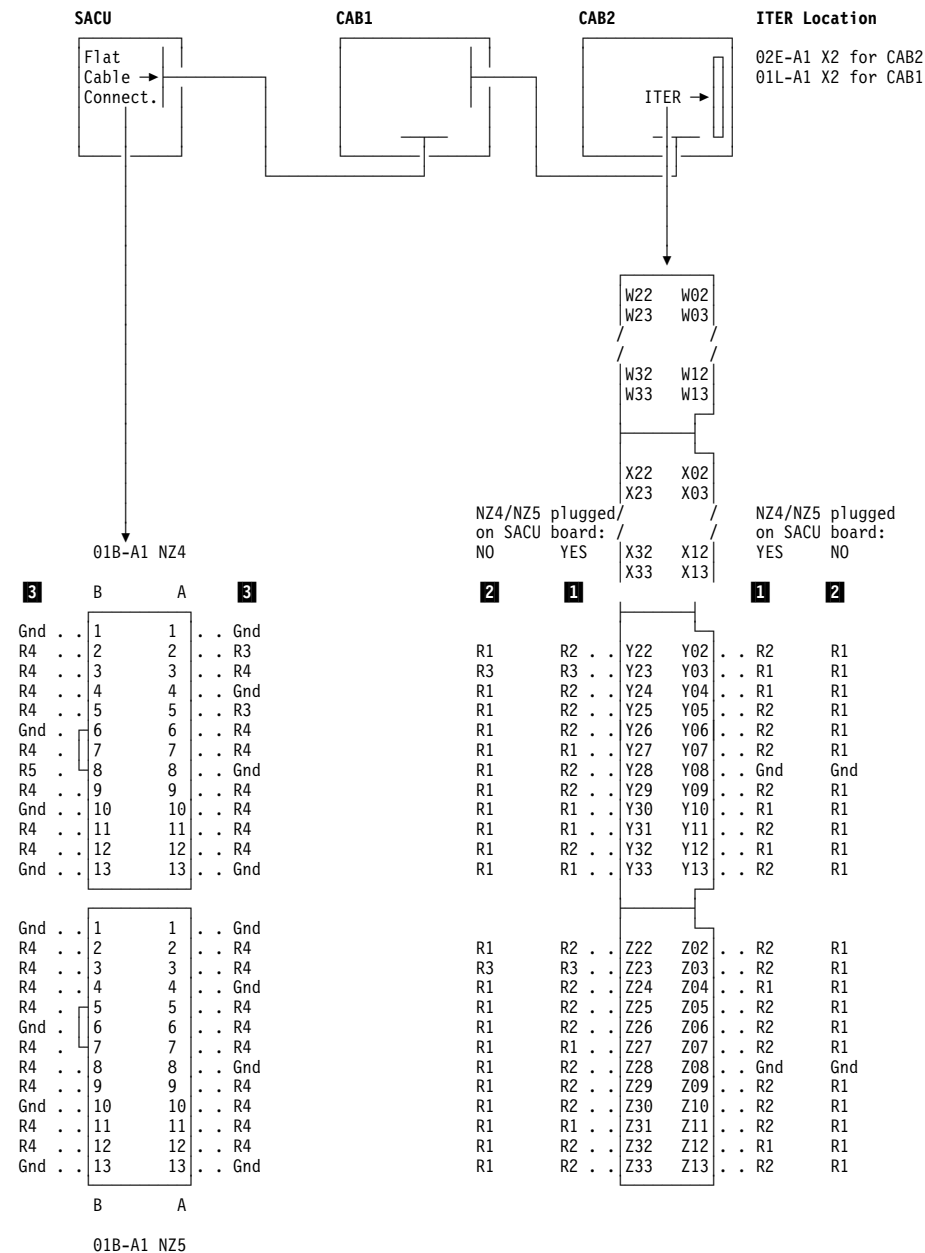 SACU CAB1 CAB2 ITER Location
Flat 02E-A1 X2 for CAB2
Cable 01L-A1 X2 for CAB1
Connect. ITER
W22 W02
W23 W03
/ /
/ /
W32 W12
W33 W13
X22 X02
X23 X03
NZ4/NZ5 plugged / / NZ4/NZ5 plugged
on SACU board: / / on SACU board:
01B-A1 NZ4 NO YES X32 X12 YES NO
X33 X13
3 B A 3 2 1 1 2
Gnd . . 1 1 . . Gnd
R4 . . 2 2 . . R3 R1 R2 . . Y22 Y02 . . R2 R1
R4 . . 3 3 . . R4 R3 R3 . . Y23 Y03 . . R1 R1
R4 . . 4 4 . . Gnd R1 R2 . . Y24 Y04 . . R1 R1
R4 . . 5 5 . . R3 R1 R2 . . Y25 Y05 . . R2 R1
Gnd . 6 6 . . R4 R1 R2 . . Y26 Y06 . . R2 R1
R4 . 7 7 . . R4 R1 R1 . . Y27 Y07 . . R2 R1
R5 . 8 8 . . Gnd R1 R2 . . Y28 Y08 . . Gnd Gnd
R4 . . 9 9 . . R4 R1 R2 . . Y29 Y09 . . R2 R1
Gnd . . 10 10 . . R4 R1 R1 . . Y30 Y10 . . R1 R1
R4 . . 11 11 . . R4 R1 R1 . . Y31 Y11 . . R2 R1
R4 . . 12 12 . . R4 R1 R2 . . Y32 Y12 . . R1 R1
Gnd . . 13 13 . . Gnd R1 R1 . . Y33 Y13 . . R2 R1
Gnd . . 1 1 . . Gnd
R4 . . 2 2 . . R4 R1 R2 . . Z22 Z02 . . R2 R1
R4 . . 3 3 . . R4 R3 R3 . . Z23 Z03 . . R2 R1
R4 . . 4 4 . . Gnd R1 R2 . . Z24 Z04 . . R1 R1
R4 . 5 5 . . R4 R1 R2 . . Z25 Z05 . . R2 R1
Gnd . 6 6 . . R4 R1 R2 . . Z26 Z06 . . R2 R1
R4 . 7 7 . . R4 R1 R1 . . Z27 Z07 . . R2 R1
R4 . . 8 8 . . Gnd R1 R2 . . Z28 Z08 . . Gnd Gnd
R4 . . 9 9 . . R4 R1 R2 . . Z29 Z09 . . R2 R1
Gnd . . 10 10 . . R4 R1 R2 . . Z30 Z10 . . R2 R1
R4 . . 11 11 . . R4 R1 R1 . . Z31 Z11 . . R2 R1
R4 . . 12 12 . . R4 R1 R2 . . Z32 Z12 . . R1 R1
Gnd . . 13 13 . . Gnd R1 R2 . . Z33 Z13 . . R2 R1
B A
01B-A1 NZ5